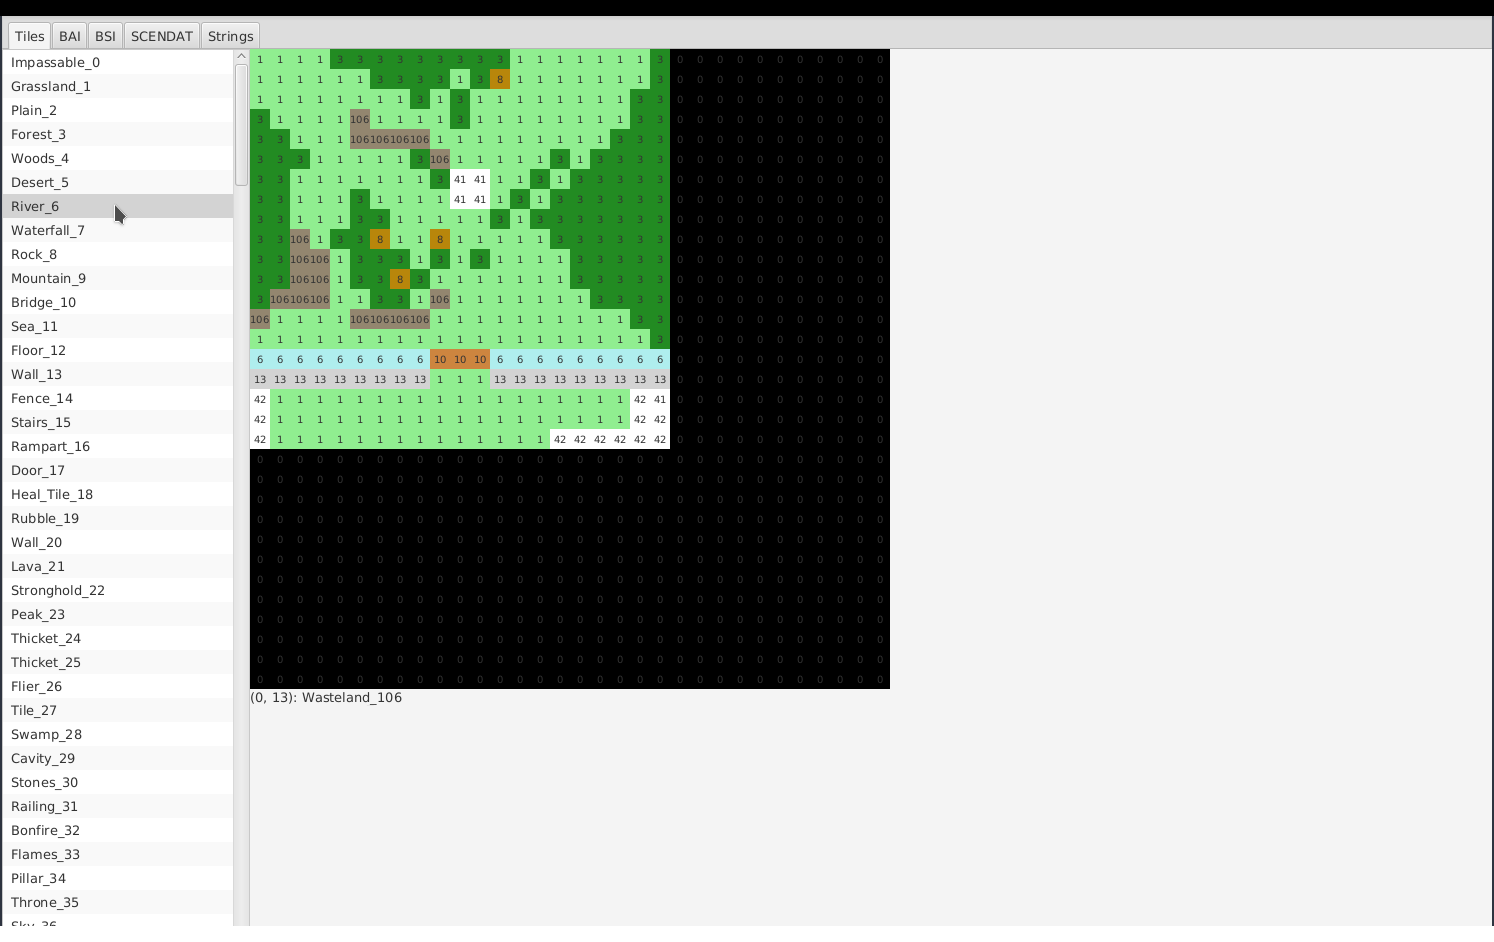 Tiles BAI BSI SCENDAT Strings
Impassable_0
Grassland_1
Plain_2
Forest_3
Woods_4
Desert_5
River_6
Waterfall_7
Rock_8
Mountain_9
Bridge_10
Sea_11
Floor_12
Wall_13
Fence_14
Stairs_15
Rampart_16
Door_17
Heal_Tile_18
Rubble_19
Wall_20
Lava_21
Stronghold_22
Peak_23
Thicket_24
Thicket_25
Flier_26
Tile_27
Swamp_28
Cavity_29
Stones_30
Railing_31
Bonfire_32
Flames_33
Pillar_34
Throne_35
Sky_36
1 1 1 1 3 3 3 3 3 3 3 3 3 1 1 1 1 1 1 1 3 0 0 0 0 0 0 0 0 0 0 0
1 1 1 1 1 1 3 3 3 3 1 3 8 1 1 1 1 1 1 1 3 0 0 0 0 0 0 0 0 0 0 0
1 1 1 1 1 1 1 1 3 1 3 1 1 1 1 1 1 1 1 3 3 0 0 0 0 0 0 0 0 0 0 0
3 1 1 1 1 106 1 1 1 1 3 1 1 1 1 1 1 1 1 3 3 0 0 0 0 0 0 0 0 0 0 0
3 3 1 1 1 106 106 106 106 1 1 1 1 1 1 1 1 1 3 3 3 0 0 0 0 0 0 0 0 0 0 0
3 3 3 1 1 1 1 1 3 106 1 1 1 1 1 3 1 3 3 3 3 0 0 0 0 0 0 0 0 0 0 0
3 3 1 1 1 1 1 1 1 3 41 41 1 1 3 1 3 3 3 3 3 0 0 0 0 0 0 0 0 0 0 0
3 3 1 1 1 3 1 1 1 1 41 41 1 3 1 3 3 3 3 3 3 0 0 0 0 0 0 0 0 0 0 0
3 3 1 1 1 3 3 1 1 1 1 1 3 1 3 3 3 3 3 3 3 0 0 0 0 0 0 0 0 0 0 0
3 3 106 1 3 3 8 1 1 8 1 1 1 1 1 3 3 3 3 3 3 0 0 0 0 0 0 0 0 0 0 0
3 3 106 106 1 3 3 3 1 3 1 3 1 1 1 1 3 3 3 3 3 0 0 0 0 0 0 0 0 0 0 0
3 3 106 106 1 3 3 8 3 1 1 1 1 1 1 1 3 3 3 3 3 0 0 0 0 0 0 0 0 0 0 0
3 106 106 106 1 1 3 3 1 106 1 1 1 1 1 1 1 3 3 3 3 0 0 0 0 0 0 0 0 0 0 0
106 1 1 1 1 106 106 106 106 1 1 1 1 1 1 1 1 1 1 3 3 0 0 0 0 0 0 0 0 0 0 0
1 1 1 1 1 1 1 1 1 1 1 1 1 1 1 1 1 1 1 1 3 0 0 0 0 0 0 0 0 0 0 0
6 6 6 6 6 6 6 6 6 10 10 10 6 6 6 6 6 6 6 6 6 0 0 0 0 0 0 0 0 0 0 0
13 13 13 13 13 13 13 13 13 1 1 1 13 13 13 13 13 13 13 13 13 0 0 0 0 0 0 0 0 0 0 0
42 1 1 1 1 1 1 1 1 1 1 1 1 1 1 1 1 1 1 42 41 0 0 0 0 0 0 0 0 0 0 0
42 1 1 1 1 1 1 1 1 1 1 1 1 1 1 1 1 1 1 42 42 0 0 0 0 0 0 0 0 0 0 0
42 1 1 1 1 1 1 1 1 1 1 1 1 1 1 42 42 42 42 42 42 0 0 0 0 0 0 0 0 0 0 0
0 0 0 0 0 0 0 0 0 0 0 0 0 0 0 0 0 0 0 0 0 0 0 0 0 0 0 0 0 0 0 0
0 0 0 0 0 0 0 0 0 0 0 0 0 0 0 0 0 0 0 0 0 0 0 0 0 0 0 0 0 0 0 0
0 0 0 0 0 0 0 0 0 0 0 0 0 0 0 0 0 0 0 0 0 0 0 0 0 0 0 0 0 0 0 0
0 0 0 0 0 0 0 0 0 0 0 0 0 0 0 0 0 0 0 0 0 0 0 0 0 0 0 0 0 0 0 0
0 0 0 0 0 0 0 0 0 0 0 0 0 0 0 0 0 0 0 0 0 0 0 0 0 0 0 0 0 0 0 0
0 0 0 0 0 0 0 0 0 0 0 0 0 0 0 0 0 0 0 0 0 0 0 0 0 0 0 0 0 0 0 0
0 0 0 0 0 0 0 0 0 0 0 0 0 0 0 0 0 0 0 0 0 0 0 0 0 0 0 0 0 0 0 0
0 0 0 0 0 0 0 0 0 0 0 0 0 0 0 0 0 0 0 0 0 0 0 0 0 0 0 0 0 0 0 0
0 0 0 0 0 0 0 0 0 0 0 0 0 0 0 0 0 0 0 0 0 0 0 0 0 0 0 0 0 0 0 0
0 0 0 0 0 0 0 0 0 0 0 0 0 0 0 0 0 0 0 0 0 0 0 0 0 0 0 0 0 0 0 0
0 0 0 0 0 0 0 0 0 0 0 0 0 0 0 0 0 0 0 0 0 0 0 0 0 0 0 0 0 0 0 0
0 0 0 0 0 0 0 0 0 0 0 0 0 0 0 0 0 0 0 0 0 0 0 0 0 0 0 0 0 0 0 0
(0, 13): Wasteland_106